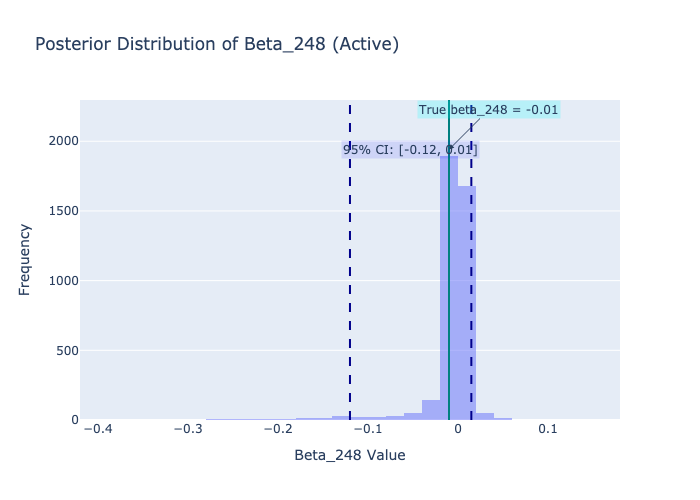 Posterior Distribution of Beta_248 (Active)
True beta_248 = -0.01
95% CI: [-0.12, 0.01]
2000
1500
1000
500
0
Frequency
−0.4 −0.3 −0.2 −0.1 0 0.1
Beta_248 Value